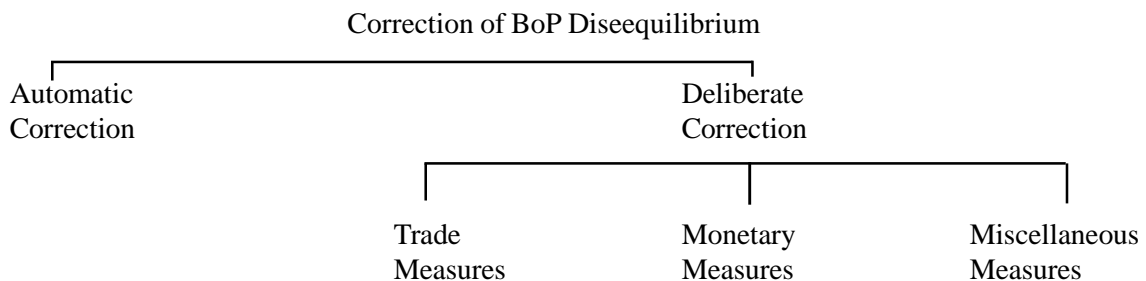 Correction of BoP Diseequilibrium
Automatic
Correction
Deliberate
Correction
Trade
Measures
Monetary
Measures
Miscellaneous
Measures